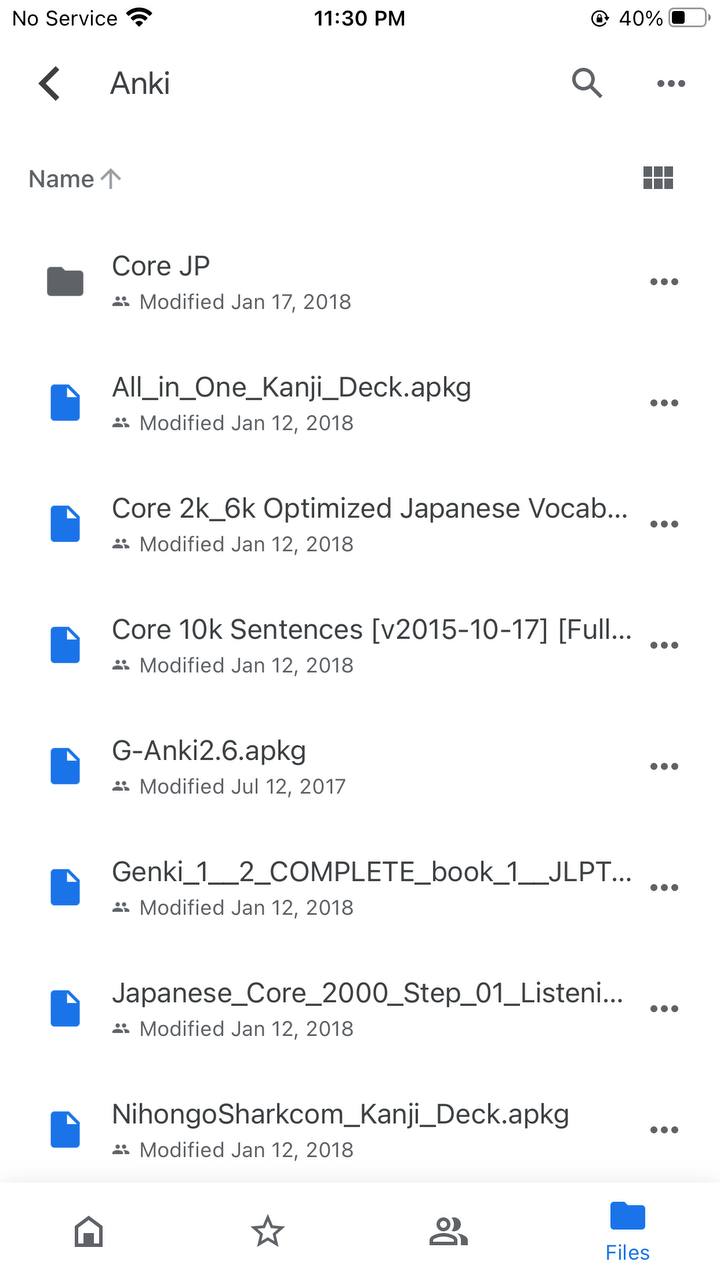 No Service 11:30 PM 40%
Anki
Name
Core JP
Modified Jan 17, 2018
All_in_One_Kanji_Deck.apkg
Modified Jan 12, 2018
Core 2k_6k Optimized Japanese Vocab...
Modified Jan 12, 2018
Core 10k Sentences [v2015-10-17] [Full...
Modified Jan 12, 2018
G-Anki2.6.apkg
Modified Jul 12, 2017
Genki_1__2_COMPLETE_book_1__JLPT...
Modified Jan 12, 2018
Japanese_Core_2000_Step_01_Listeni...
Modified Jan 12, 2018
NihongoSharkcom_Kanji_Deck.apkg
Modified Jan 12, 2018
Files